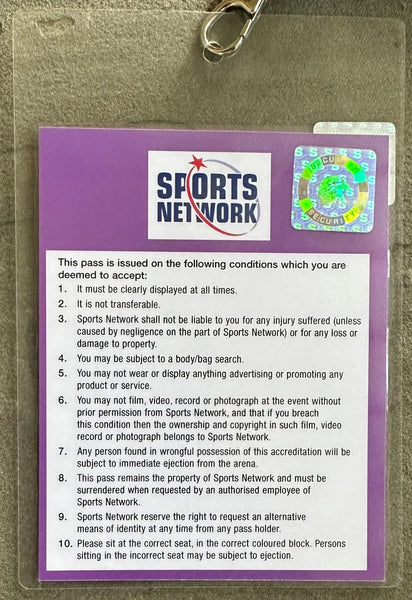 SPORTS
NETWORK
SECURITY
SECURITY
This pass is issued on the following conditions which you are
deemed to accept:
1. It must be clearly displayed at all times.
2. It is not transferable.
3. Sports Network shall not be liable to you for any injury suffered (unless
caused by negligence on the part of Sports Network) or for any loss or
damage to property.
4. You may be subject to a body/bag search.
5. You may not wear or display anything advertising or promoting any
product or service.
6. You may not film, video, record or photograph at the event without
prior permission from Sports Network, and that if you breach
this condition then the ownership and copyright in such film, video
record or photograph belongs to Sports Network.
7. Any person found in wrongful possession of this accreditation will be
subject to immediate ejection from the arena.
8. This pass remains the property of Sports Network and must be
surrendered when requested by an authorised employee of
Sports Network.
9. Sports Network reserve the right to request an alternative
means of identity at any time from any pass holder.
10. Please sit at the correct seat, in the correct coloured block. Persons
sitting in the incorrect seat may be subject to ejection.